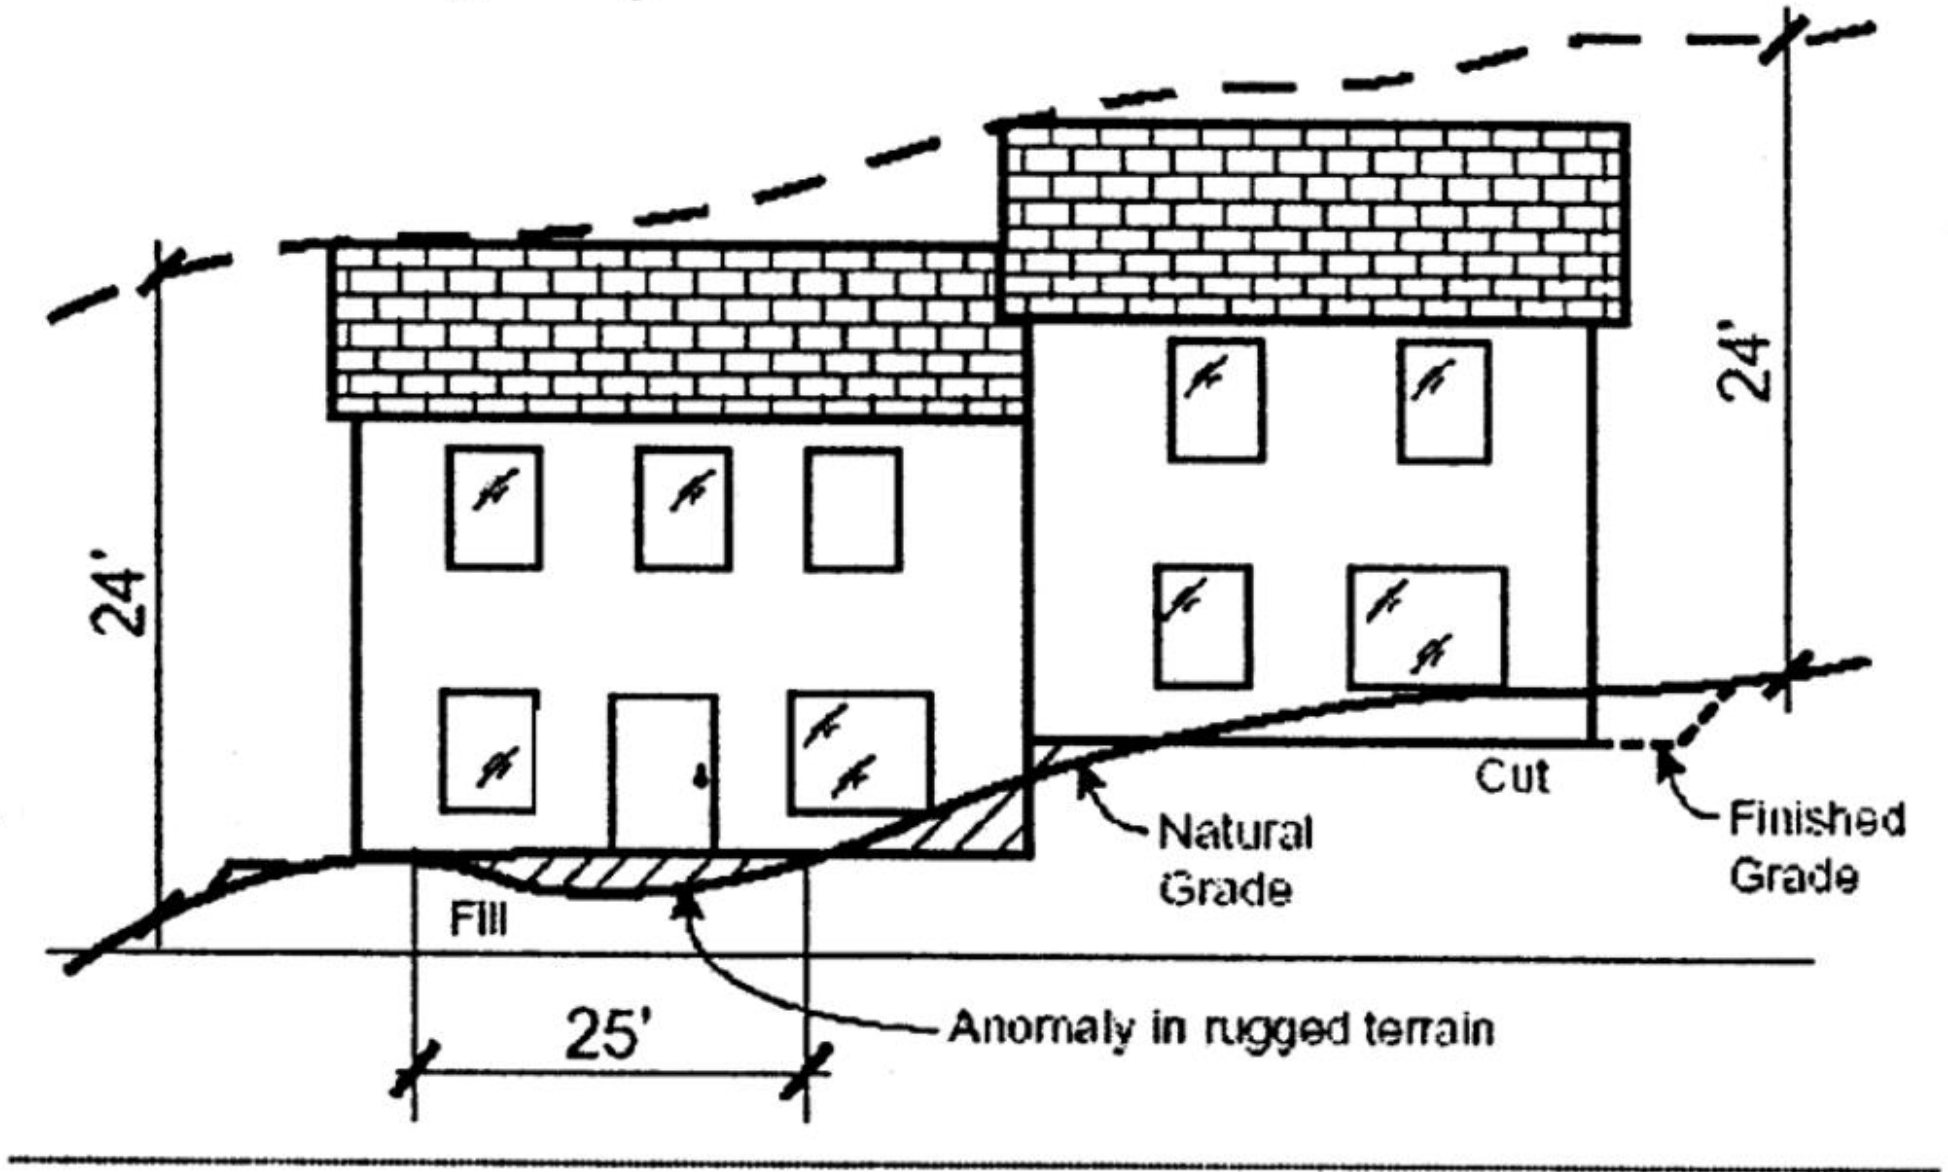 24'
24'
Cut
Natural
Grade
Finished
Grade
Fill
25'
Anomaly in rugged terrain